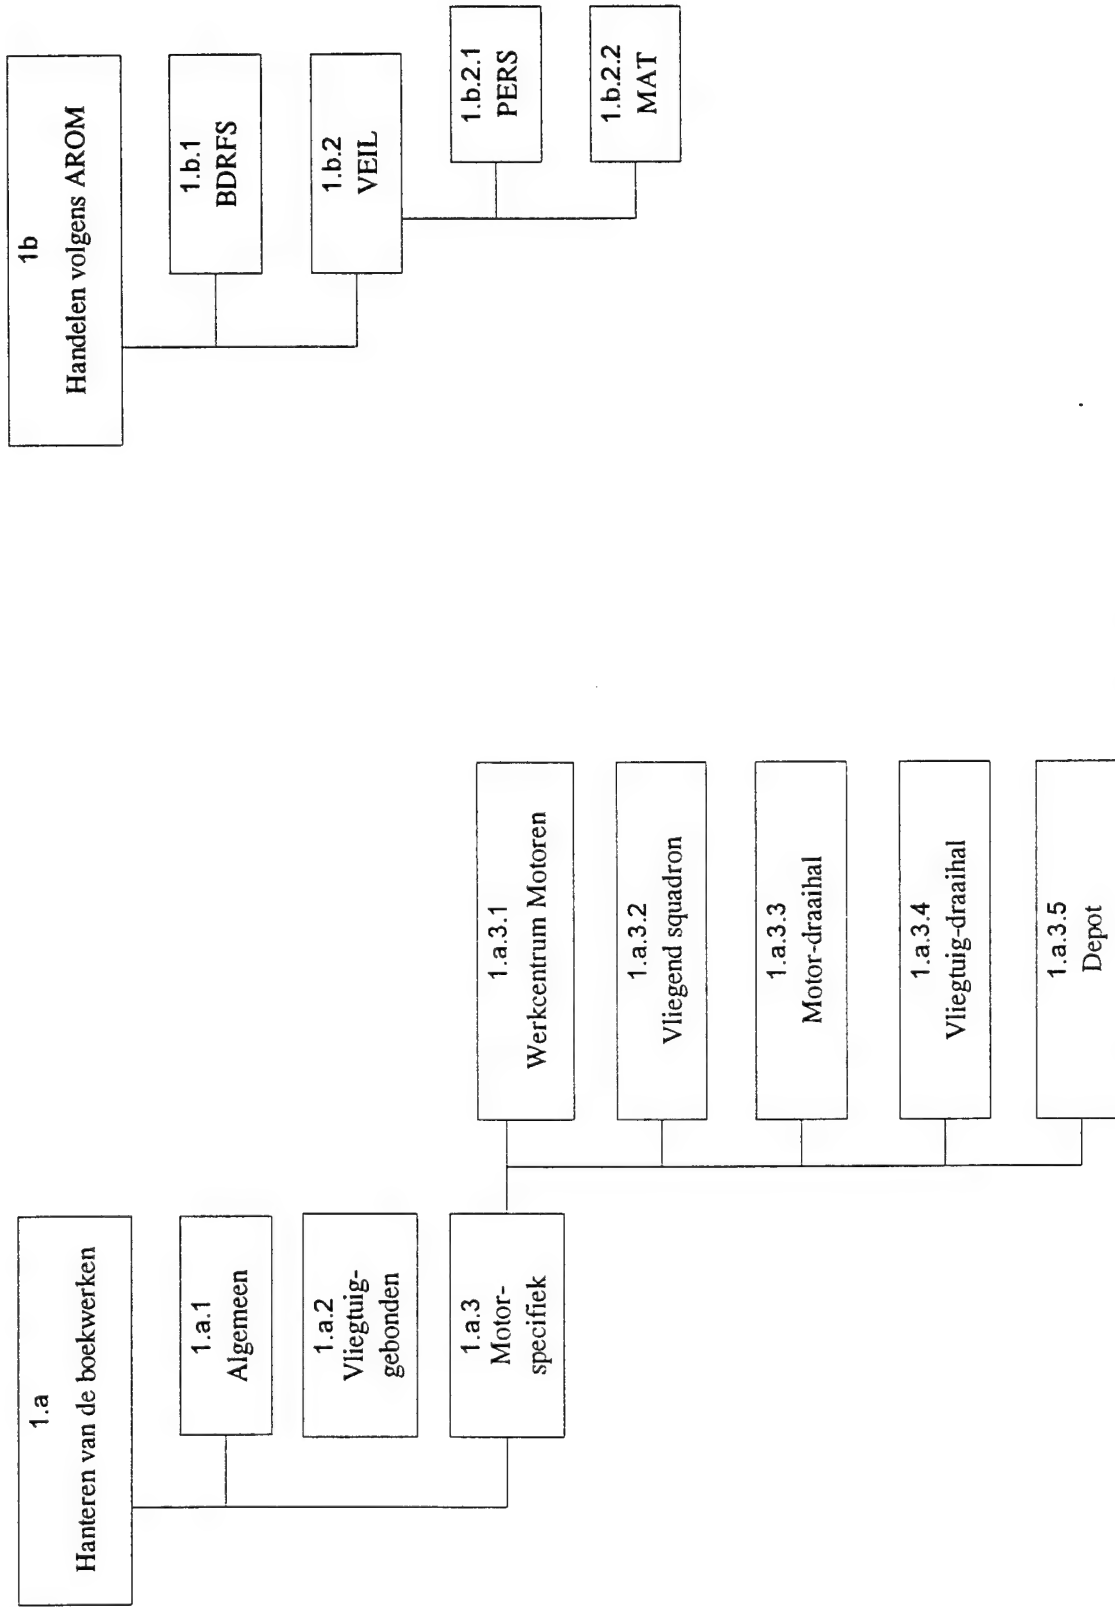 1.a
Hanteren van de boekwerken
1.a.1
Algemeen
1.a.2
Vliegtuig-
gebonden
1.a.3
Motor-
specifiek
1.a.3.1
Werkcentrum Motoren
1.a.3.2
Vliegend squadron
1.a.3.3
Motor-draaihal
1.a.3.4
Vliegtuig-draaihal
1.a.3.5
Depot
1b
Handelen volgens AROM
1.b.1
BDRFS
1.b.2
VEIL
1.b.2.1
PERS
1.b.2.2
MAT